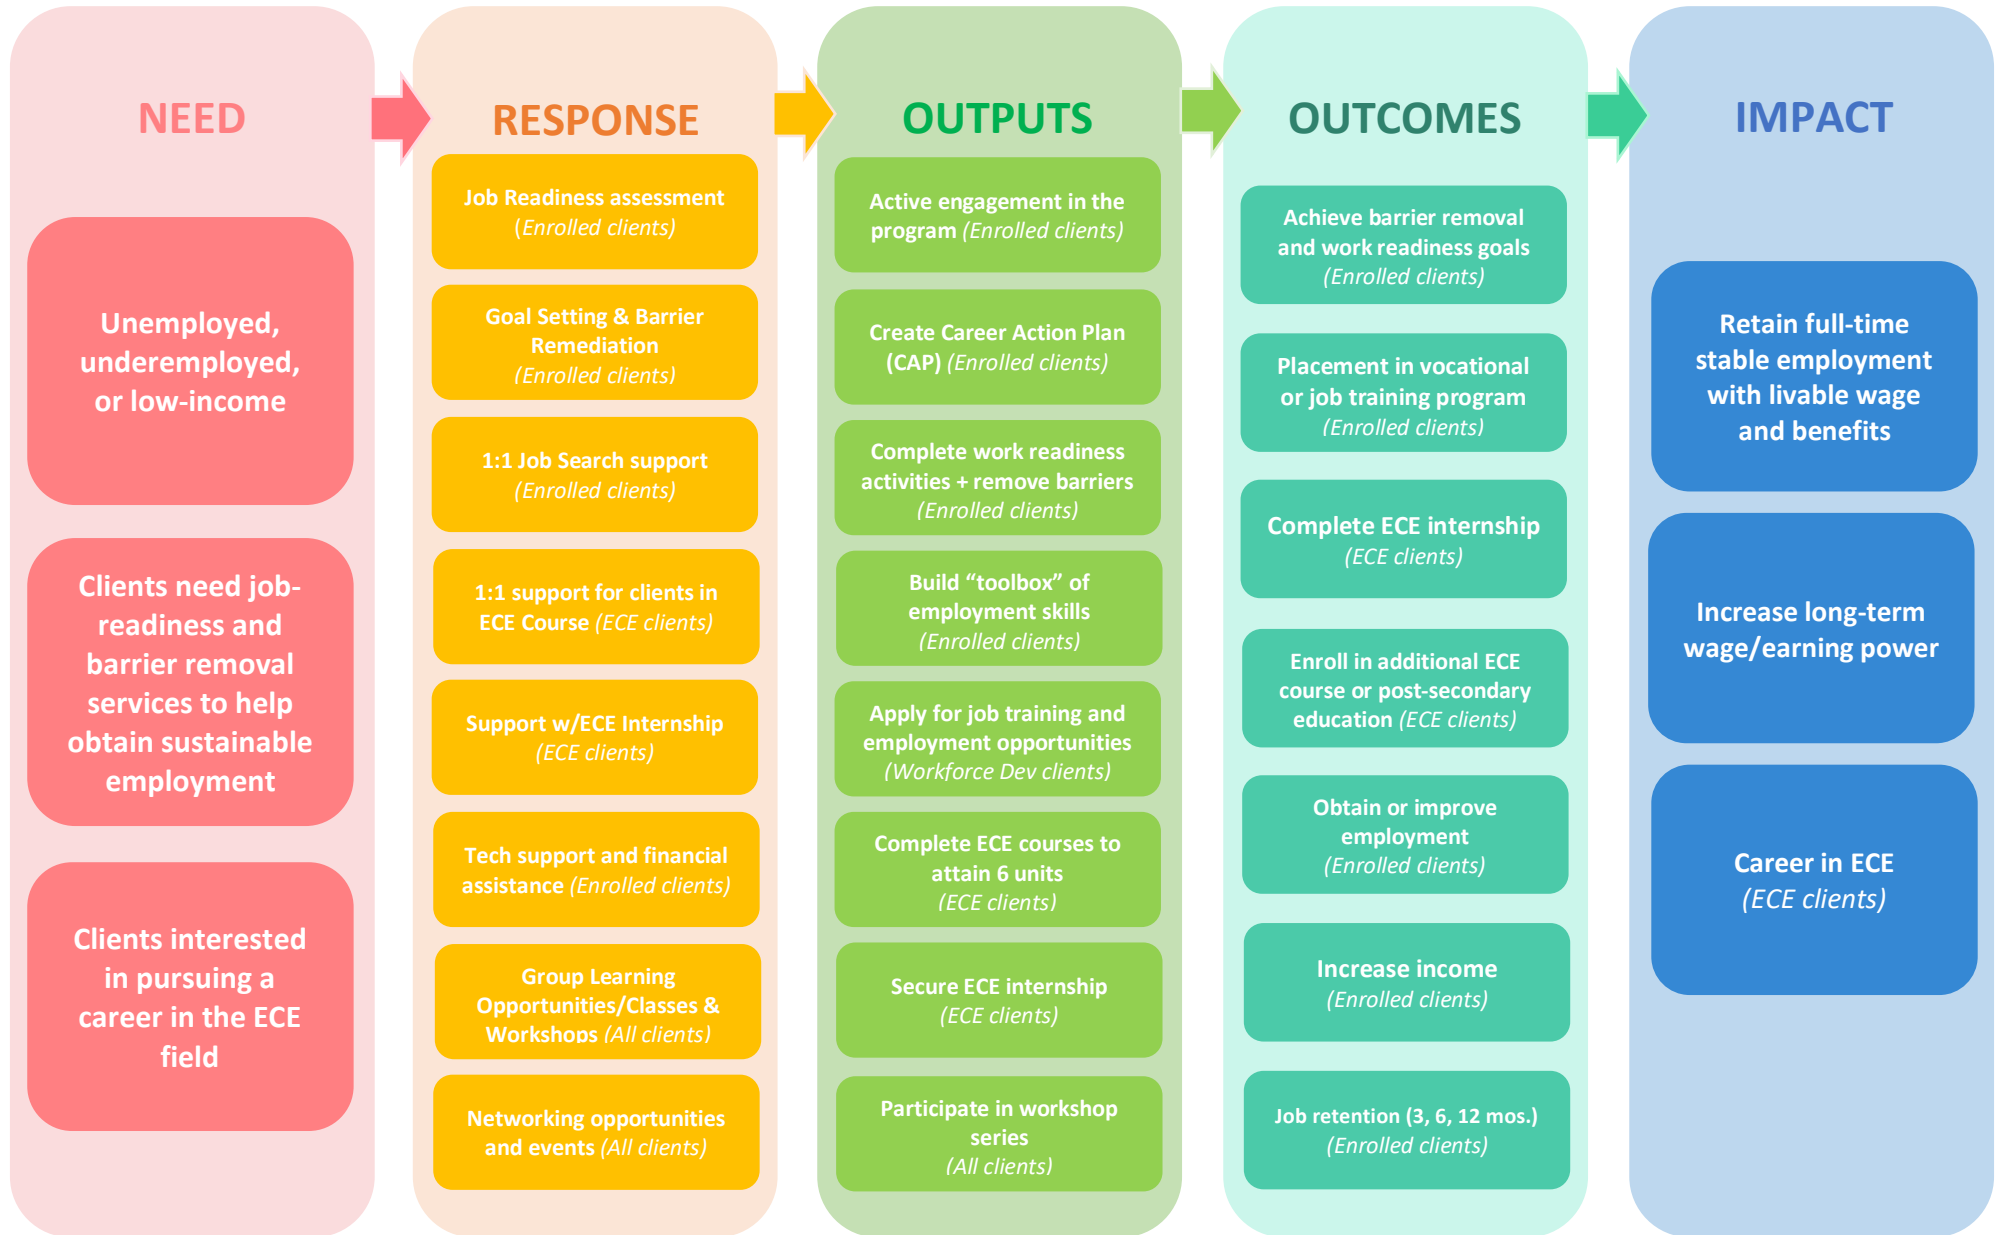 NEED
Unemployed,
underemployed,
or low-income
Clients need job-
readiness and
barrier removal
services to help
obtain sustainable
employment
Clients interested
in pursuing a
career in the ECE
field
RESPONSE
Job Readiness assessment
(Enrolled clients)
Goal Setting & Barrier
Remediation
(Enrolled clients)
1:1 Job Search support
(Enrolled clients)
1:1 support for clients in
ECE Course (ECE clients)
Support w/ECE Internship
(ECE clients)
Tech support and financial
assistance (Enrolled clients)
Group Learning
Opportunities/Classes &
Workshops (All clients)
Networking opportunities
and events (All clients)
OUTPUTS
Active engagement in the
program (Enrolled clients)
Create Career Action Plan
(CAP) (Enrolled clients)
Complete work readiness
activities + remove barriers
(Enrolled clients)
Build “toolbox” of
employment skills
(Enrolled clients)
Apply for job training and
employment opportunities
(Workforce Dev clients)
Complete ECE courses to
attain 6 units
(ECE clients)
Secure ECE internship
(ECE clients)
Participate in workshop
series
(All clients)
OUTCOMES
Achieve barrier removal
and work readiness goals
(Enrolled clients)
Placement in vocational
or job training program
(Enrolled clients)
Complete ECE internship
(ECE clients)
Enroll in additional ECE
course or post-secondary
education (ECE clients)
Obtain or improve
employment
(Enrolled clients)
Increase income
(Enrolled clients)
Job retention (3, 6, 12 mos.)
(Enrolled clients)
IMPACT
Retain full-time
stable employment
with livable wage
and benefits
Increase long-term
wage/earning power
Career in ECE
(ECE clients)